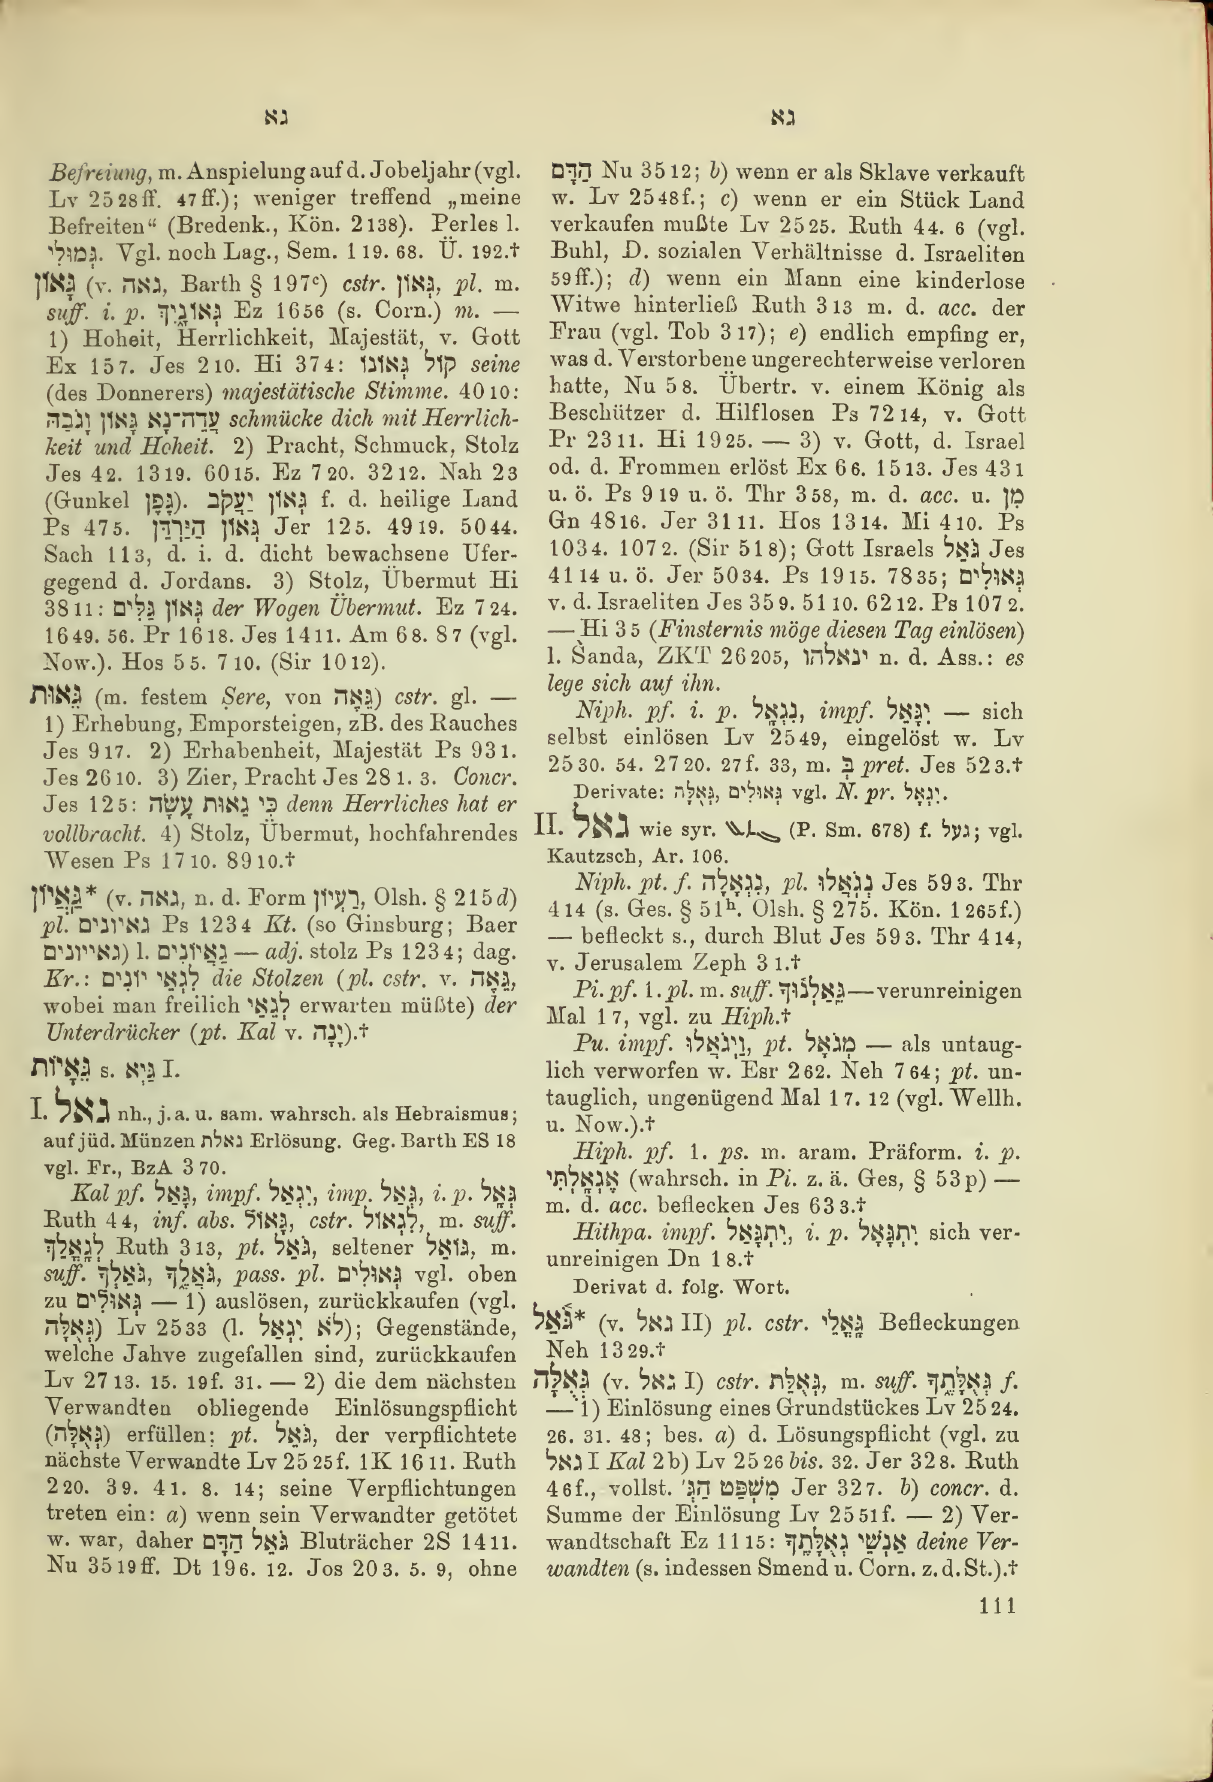 גא
Befreiung, m. Anspielung auf d. Jobeljahr (vgl.
Lv 25 28 ff. 47 ff.); weniger treffend „meine
Befreiten“ (Bredenk., Kön. 2 138). Perles l.
גְּמוּלַי. Vgl. noch Lag., Sem. 1 19. 68. Ü. 192.†
גָּאוֹן (v. גאה, Barth § 197ᶜ) cstr. גְּאוֹן, pl. m.
suff. i. p. גְּאוֹנָיִךְ Ez 16 56 (s. Corn.) m. —
1) Hoheit, Herrlichkeit, Majestät, v. Gott
Ex 15 7. Jes 2 10. Hi 37 4: קוֹל גְּאוֹנוֹ seine
(des Donnerers) majestätische Stimme. 40 10:
עֲדֵה־נָא גָאוֹן וָגֹבַהּ schmücke dich mit Herrlich-
keit und Hoheit. 2) Pracht, Schmuck, Stolz
Jes 4 2. 13 19. 60 15. Ez 7 20. 32 12. Nah 2 3
(Gunkel גֶּפֶן). גְּאוֹן יַעֲקֹב f. d. heilige Land
Ps 47 5. גְּאוֹן הַיַּרְדֵּן Jer 12 5. 49 19. 50 44.
Sach 11 3, d. i. d. dicht bewachsene Ufer-
gegend d. Jordans. 3) Stolz, Übermut Hi
38 11: גְּאוֹן גַּלִּים der Wogen Übermut. Ez 7 24.
16 49. 56. Pr 16 18. Jes 14 11. Am 6 8. 8 7 (vgl.
Now.). Hos 5 5. 7 10. (Sir 10 12).
גֵּאוּת (m. festem Ṣere, von גָּאָה) cstr. gl. —
1) Erhebung, Emporsteigen, zB. des Rauches
Jes 9 17. 2) Erhabenheit, Majestät Ps 93 1.
Jes 26 10. 3) Zier, Pracht Jes 28 1. 3. Concr.
Jes 12 5: כִּי גֵאוּת עָשָׂה denn Herrliches hat er
vollbracht. 4) Stolz, Übermut, hochfahrendes
Wesen Ps 17 10. 89 10.†
גַּאֲיוֹן* (v. גאה, n. d. Form רַעְיוֹן, Olsh. § 215d)
pl. גאיונים Ps 123 4 Kt. (so Ginsburg; Baer
גאייונים) l. גַּאֲיוֹנִים — adj. stolz Ps 123 4; dag.
Kr.: לִגְאֵי יוֹנִים die Stolzen (pl. cstr. v. גֵּאֶה,
wobei man freilich לְגֵאֵי erwarten müßte) der
Unterdrücker (pt. Kal v. יָנָה).†
גֵּאָיוֹת s. גַּיְא I.
I. גאל nh., j. a. u. sam. wahrsch. als Hebraismus;
auf jüd. Münzen גאלת Erlösung. Geg. Barth ES 18
vgl. Fr., BzA 3 70.
Kal pf. גָּאַל, impf. יִגְאַל, imp. גְּאַל, i. p. גְּאָל
Ruth 4 4, inf. abs. גָּאוֹל, cstr. לִגְאוֹל, m. suff.
לְגָאֳלֵךְ Ruth 3 13, pt. גֹּאֵל, seltener גּוֹאֵל, m.
suff. גֹּאַלְךָ, גֹּאֲלֵךְ, pass. pl. גְּאוּלִים vgl. oben
zu גְּאוּלִים — 1) auslösen, zurückkaufen (vgl.
גְּאֻלָּה) Lv 25 33 (l. לֹא יִגְאַל); Gegenstände,
welche Jahve zugefallen sind, zurückkaufen
Lv 27 13. 15. 19f. 31. — 2) die dem nächsten
Verwandten obliegende Einlösungspflicht
(גְּאֻלָּה) erfüllen: pt. גֹּאֵל, der verpflichtete
nächste Verwandte Lv 25 25 f. 1K 16 11. Ruth
2 20. 3 9. 4 1. 8. 14; seine Verpflichtungen
treten ein: a) wenn sein Verwandter getötet
w. war, daher גֹּאֵל הַדָּם Bluträcher 2S 14 11.
Nu 35 19 ff. Dt 19 6. 12. Jos 20 3. 5. 9, ohne
גא
הַדָּם Nu 35 12; b) wenn er als Sklave verkauft
w. Lv 25 48 f.; c) wenn er ein Stück Land
verkaufen mußte Lv 25 25. Ruth 4 4. 6 (vgl.
Buhl, D. sozialen Verhältnisse d. Israeliten
59 ff.); d) wenn ein Mann eine kinderlose
Witwe hinterließ Ruth 3 13 m. d. acc. der
Frau (vgl. Tob 3 17); e) endlich empfing er,
was d. Verstorbene ungerechterweise verloren
hatte, Nu 5 8. Übertr. v. einem König als
Beschützer d. Hilflosen Ps 72 14, v. Gott
Pr 23 11. Hi 19 25. — 3) v. Gott, d. Israel
od. d. Frommen erlöst Ex 6 6. 15 13. Jes 43 1
u. ö. Ps 9 19 u. ö. Thr 3 58, m. d. acc. u. מִן
Gn 48 16. Jer 31 11. Hos 13 14. Mi 4 10. Ps
103 4. 107 2. (Sir 51 8); Gott Israels גֹּאֵל Jes
41 14 u. ö. Jer 50 34. Ps 19 15. 78 35; גְּאוּלִים
v. d. Israeliten Jes 35 9. 51 10. 62 12. Ps 107 2.
— Hi 3 5 (Finsternis möge diesen Tag einlösen)
l. Šanda, ZKT 26 205, יגאלהו n. d. Ass.: es
lege sich auf ihn.
Niph. pf. i. p. נִגְאָל, impf. יִגָּאֵל — sich
selbst einlösen Lv 25 49, eingelöst w. Lv
25 30. 54. 27 20. 27 f. 33, m. בְּ pret. Jes 52 3.†
Derivate: גְּאֻלָּה, גְּאוּלִים vgl. N. pr. יִגְאָל.
II. גאל wie syr. (P. Sm. 678) f. געל; vgl.
Kautzsch, Ar. 106.
Niph. pt. f. נִגְאָלָה, pl. נְגֹאֲלוּ Jes 59 3. Thr
4 14 (s. Ges. § 51ʰ. Olsh. § 275. Kön. 1 265 f.)
— befleckt s., durch Blut Jes 59 3. Thr 4 14,
v. Jerusalem Zeph 3 1.†
Pi. pf. 1. pl. m. suff. גֵּאַלְנוּךָ—verunreinigen
Mal 1 7, vgl. zu Hiph.†
Pu. impf. וַיְגֹאֲלוּ, pt. מְגֹאָל — als untaug-
lich verworfen w. Esr 2 62. Neh 7 64; pt. un-
tauglich, ungenügend Mal 1 7. 12 (vgl. Wellh.
u. Now.).†
Hiph. pf. 1. ps. m. aram. Präform. i. p.
אֶגְאָלְתִּי (wahrsch. in Pi. z. ä. Ges, § 53p) —
m. d. acc. beflecken Jes 63 3.†
Hithpa. impf. יִתְגָּאַל, i. p. יִתְגָּאָל sich ver-
unreinigen Dn 1 8.†
Derivat d. folg. Wort.
גֹּאַל* (v. גאל II) pl. cstr. גָּאֳלֵי Befleckungen
Neh 13 29.†
גְּאֻלָּה (v. גאל I) cstr. גְּאֻלַּת, m. suff. גְּאֻלָּתֶךָ f.
— 1) Einlösung eines Grundstückes Lv 25 24.
26. 31. 48; bes. a) d. Lösungspflicht (vgl. zu
גאל I Kal 2b) Lv 25 26 bis. 32. Jer 32 8. Ruth
4 6f., vollst. מִשְׁפַּט הַגְּ' Jer 32 7. b) concr. d.
Summe der Einlösung Lv 25 51 f. — 2) Ver-
wandtschaft Ez 11 15: אַנְשֵׁי גְאֻלָּתֶךָ deine Ver-
wandten (s. indessen Smend u. Corn. z. d. St.).†
111